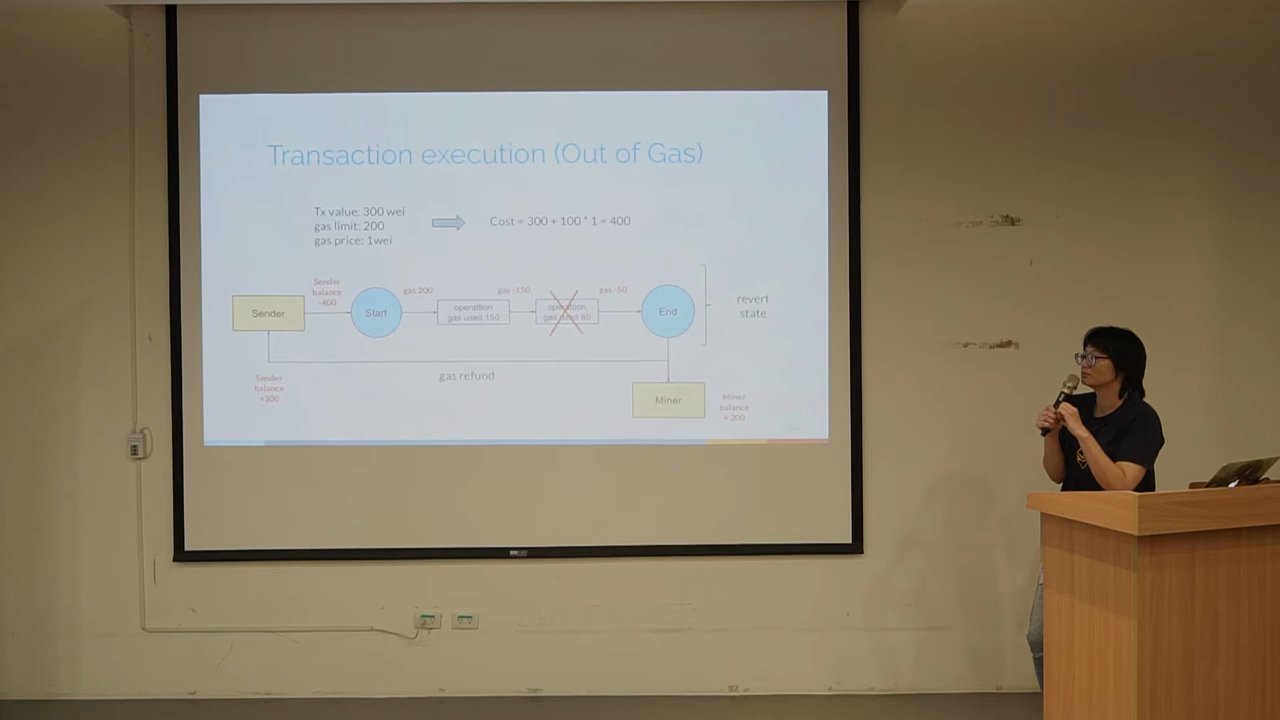 Transaction execution (Out of Gas)
Tx value: 300 wei
gas limit: 200
gas price: 1wei
Cost = 300 + 100 * 1 = 400
Sender
balance
-400
gas 200
gas -150
gas -50
Sender
Start
operattion
gas used 150
operation
gas used 80
End
revert
state
gas refund
Sender
balance
+300
Miner
Miner
balance
+ 200